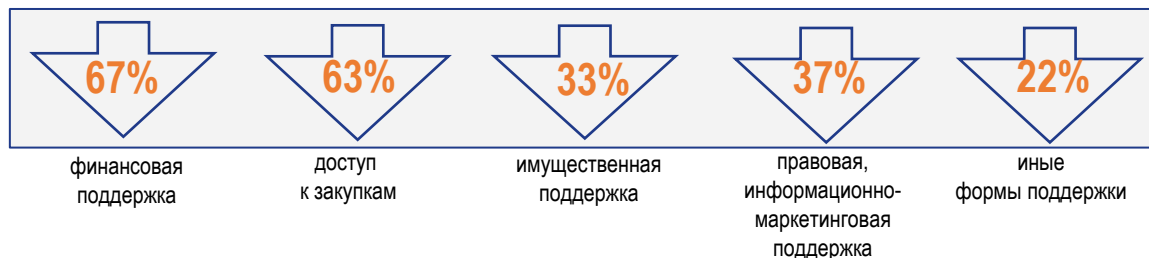 67%
63%
33%
37%
22%
финансовая
поддержка
доступ
к закупкам
имущественная
поддержка
правовая,
информационно-
маркетинговая
поддержка
иные
формы поддержки